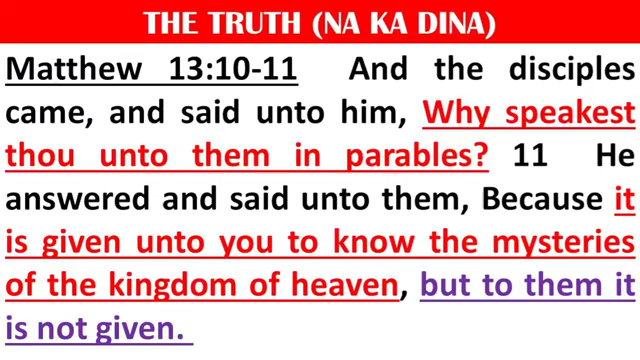 THE TRUTH (NA KA DINA)
Matthew 13:10-11 And the disciples
came, and said unto him, Why speakest
thou unto them in parables? 11 He
answered and said unto them, Because it
is given unto you to know the mysteries
of the kingdom of heaven, but to them it
is not given.